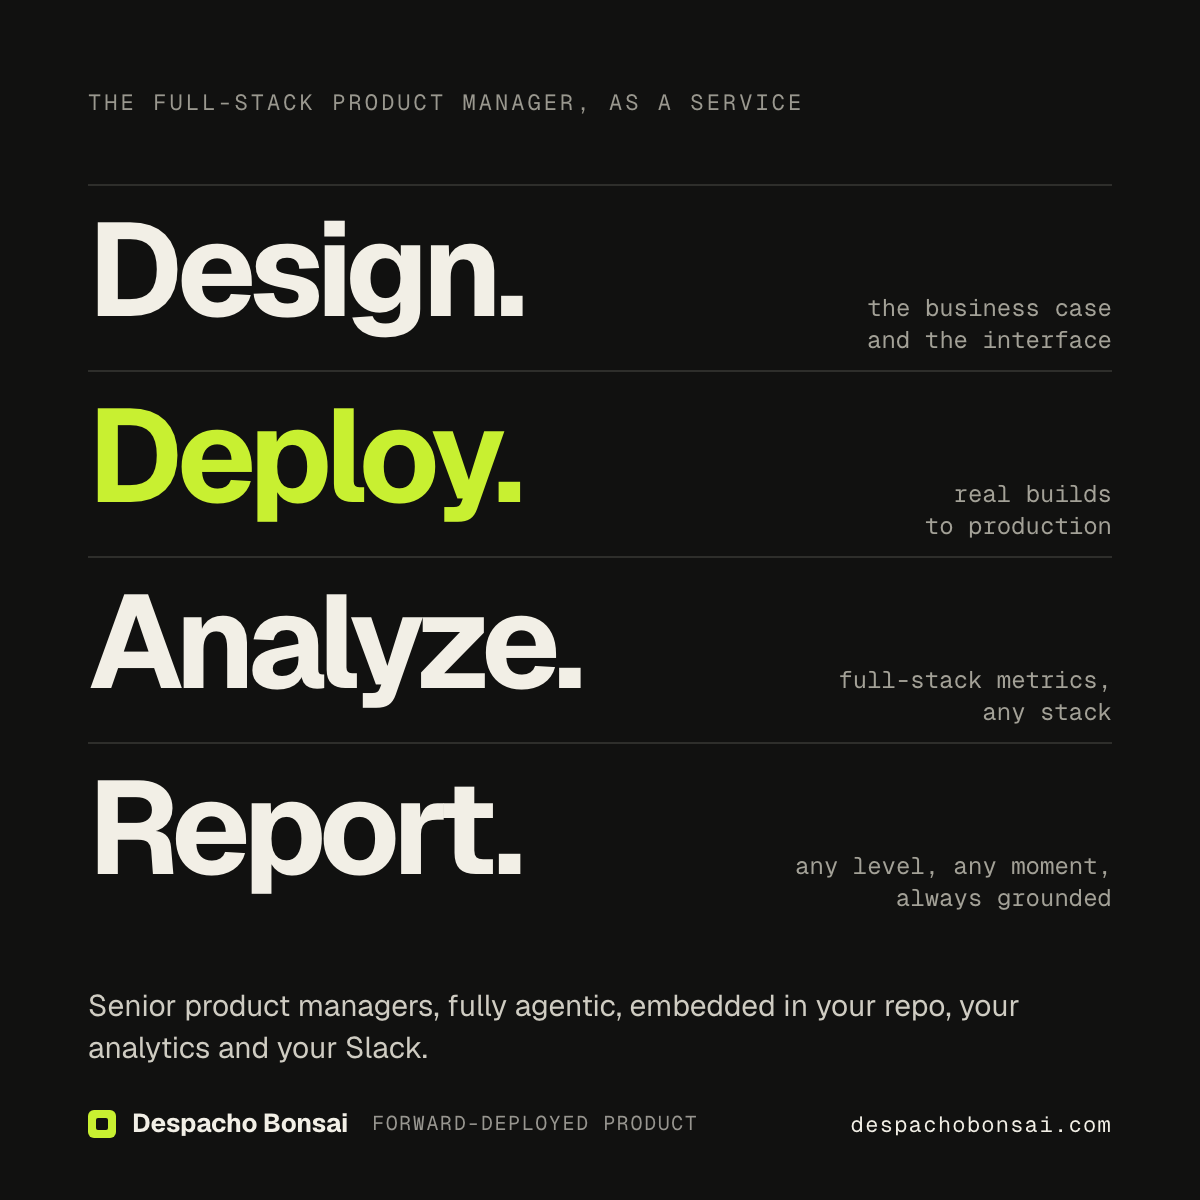 THE FULL-STACK PRODUCT MANAGER, AS A SERVICE
Design.
the business case
and the interface
Deploy.
real builds
to production
Analyze.
full-stack metrics,
any stack
Report.
any level, any moment,
always grounded
Senior product managers, fully agentic, embedded in your repo, your
analytics and your Slack.
Despacho Bonsai FORWARD-DEPLOYED PRODUCT despachobonsai.com